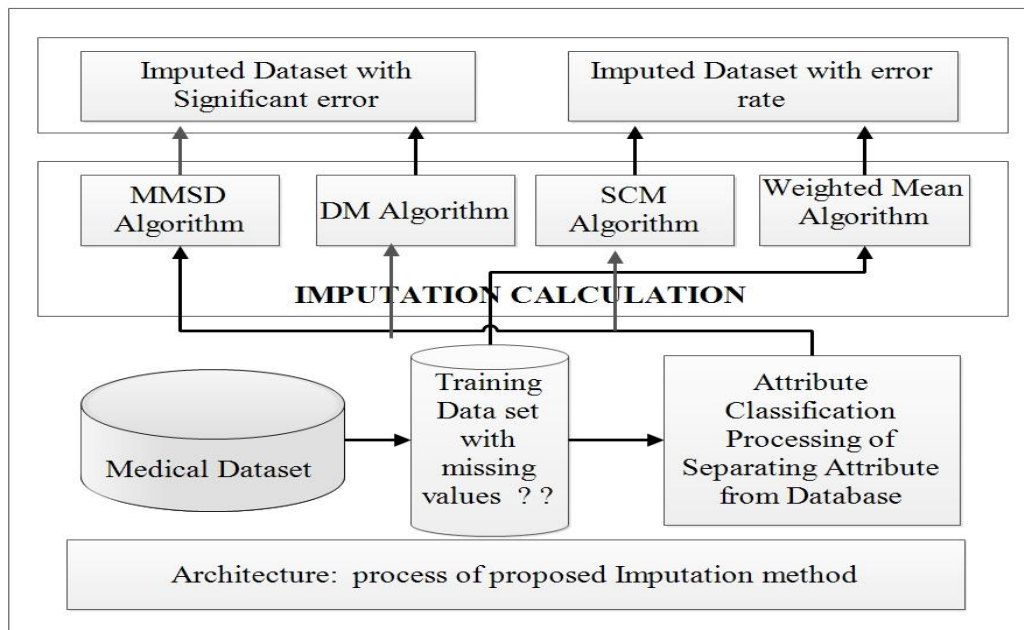 Imputed Dataset with
Significant error
Imputed Dataset with error
rate
MMSD
Algorithm
DM Algorithm
SCM
Algorithm
Weighted Mean
Algorithm
IMPUTATION CALCULATION
Medical Dataset
Training
Data set
with
missing
values ? ?
Attribute
Classification
Processing of
Separating Attribute
from Database
Architecture: process of proposed Imputation method